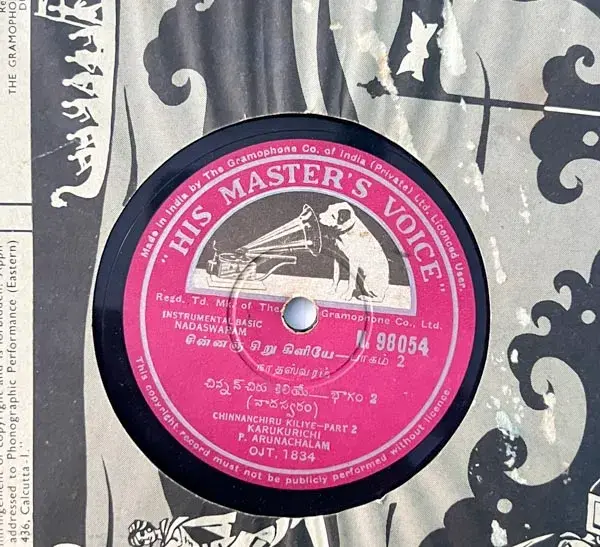 THE GRAMOPHO
Made in India by The Gramophone Co. of India (Private) Ltd. Licenced User.
"HIS MASTER'S VOICE"
Regd. Td. Mk. of The Gramophone Co., Ltd.
INSTRUMENTAL BASIC
NADASWARAM
N. 98054
சின்னஞ் சிறு கிளியே—பாகம் 2
நாதஸ்வரம்
చిన్నన్-చిరు కిలియే—భాగం 2
(నాదస్వరం)
CHINNANCHIRU KILIYE—PART 2
KARUKURICHI
P. ARUNACHALAM
OJT. 1834
This copyright record must not be publicly performed without licence.
addressed to Phonographic Performance (Eastern)
436, Calcutta-1."